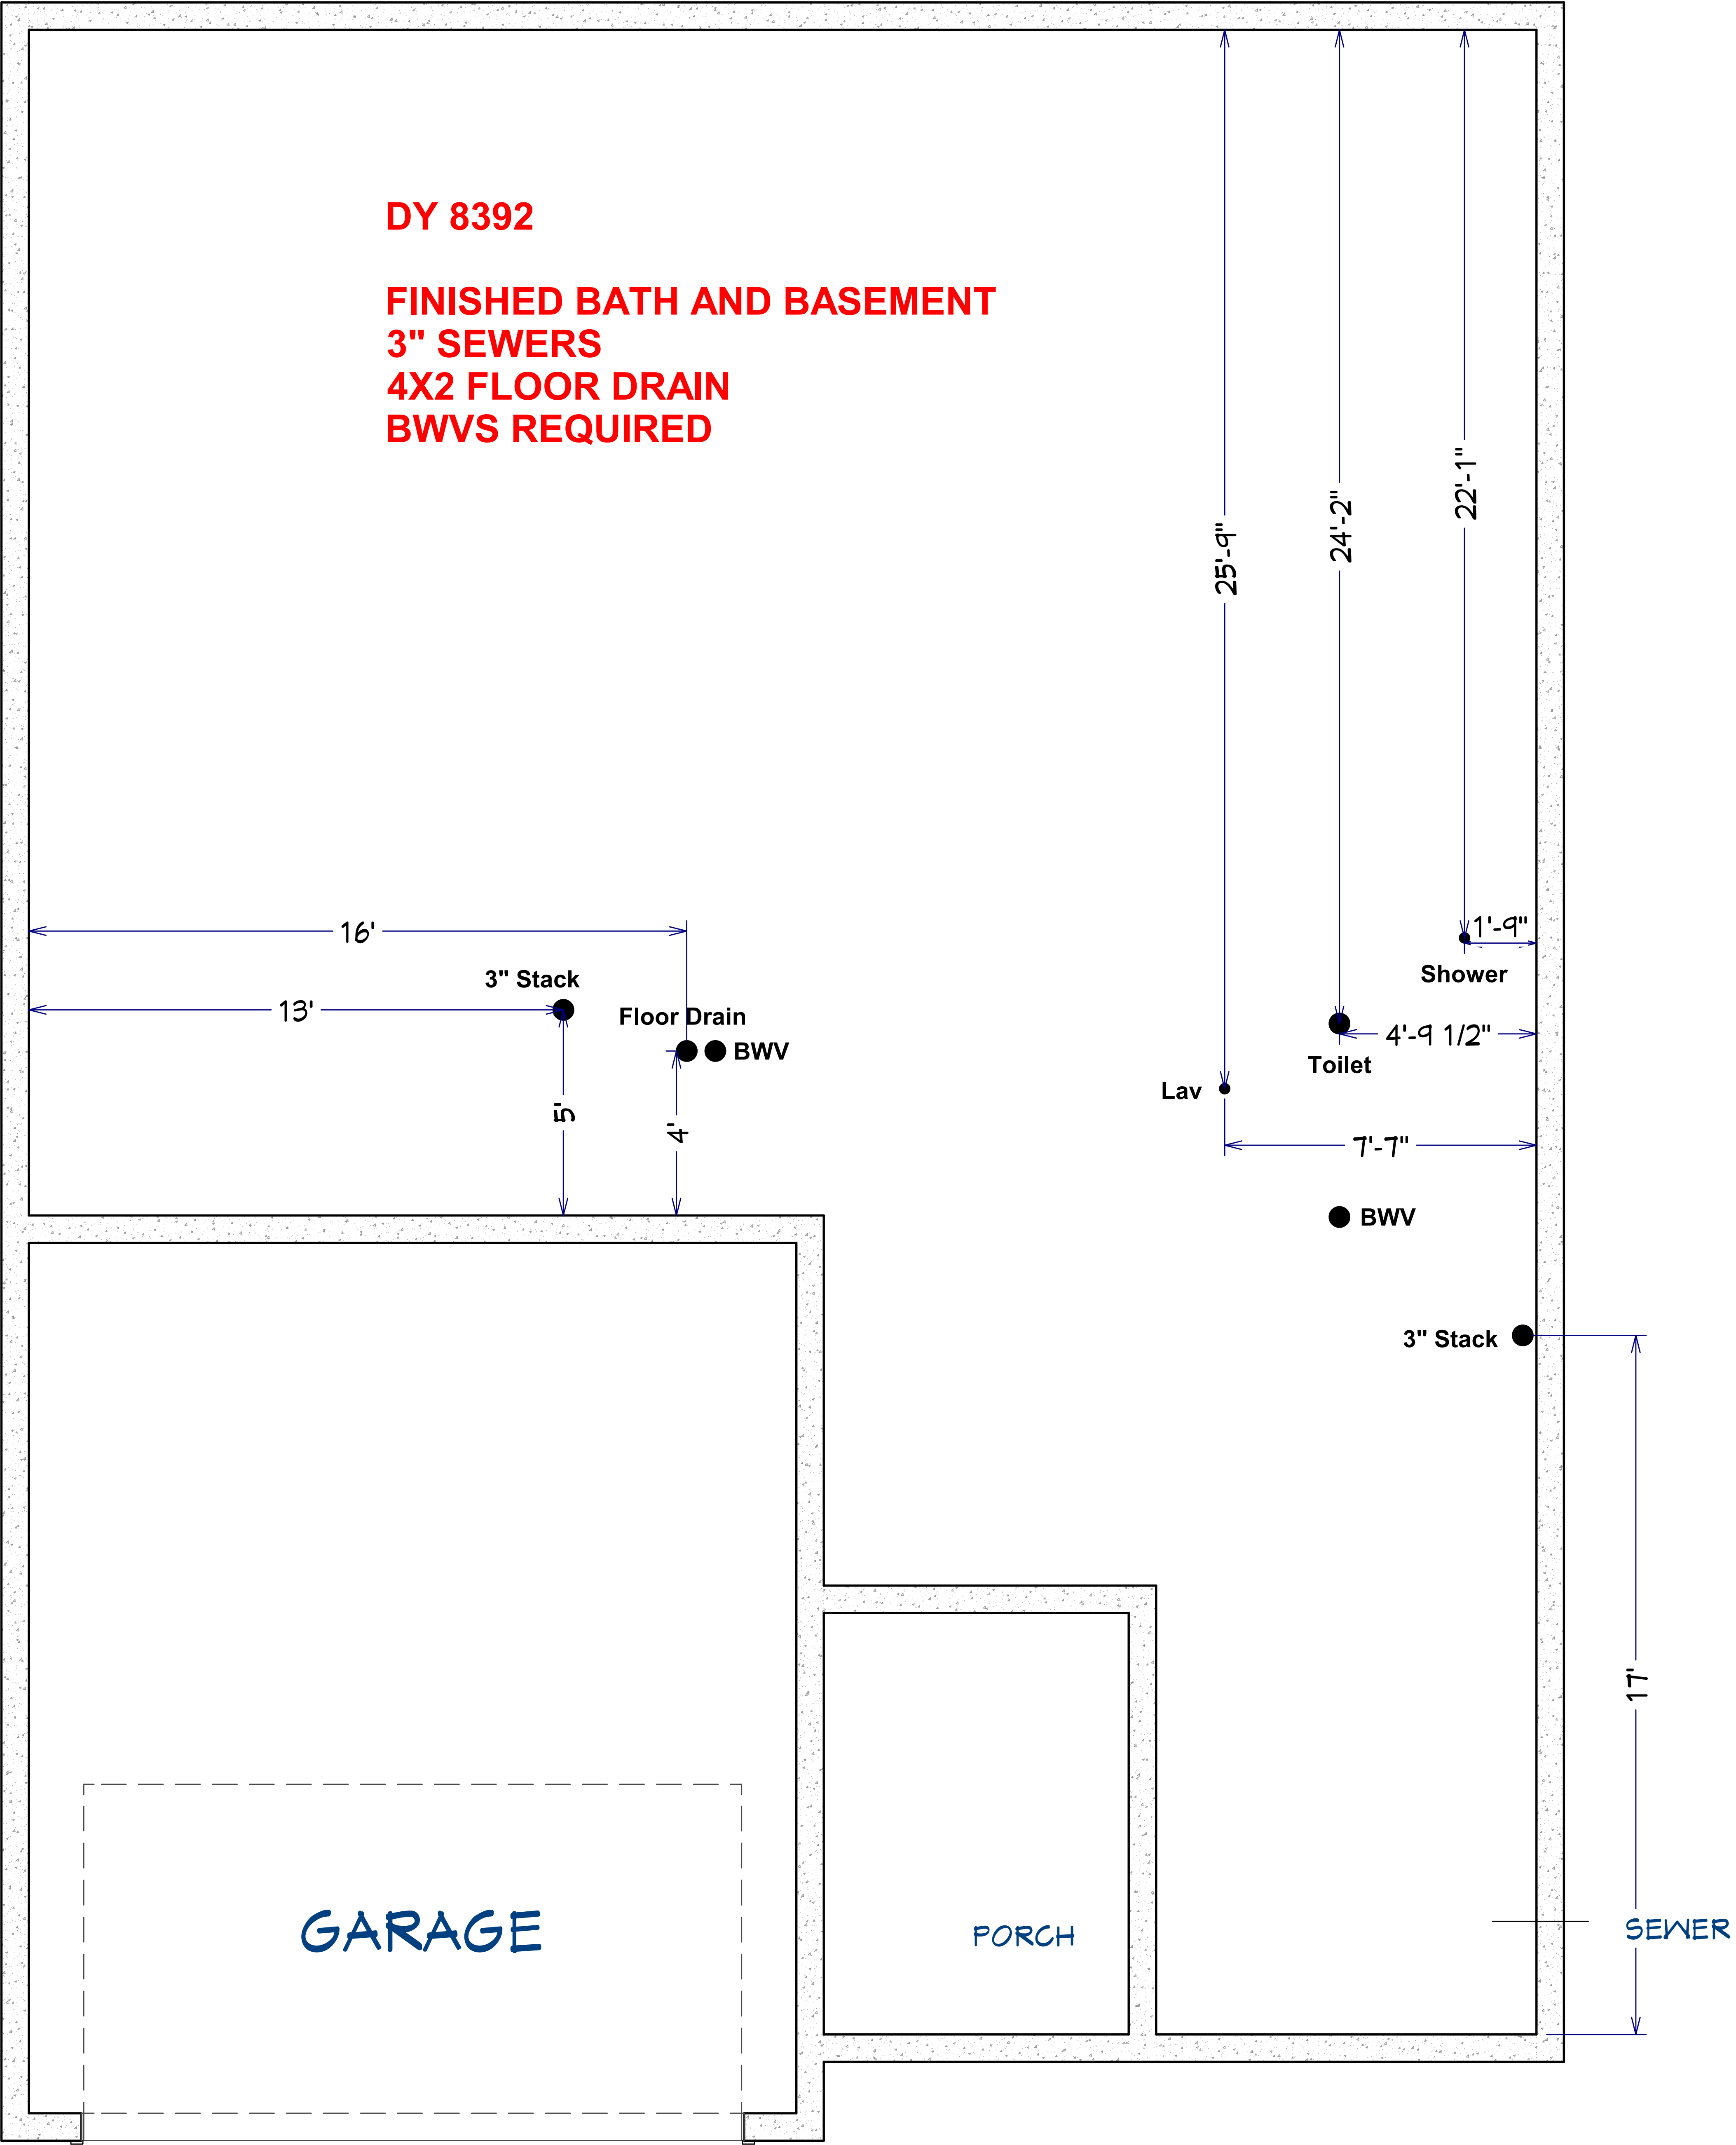 DY 8392
FINISHED BATH AND BASEMENT
3" SEWERS
4X2 FLOOR DRAIN
BWVS REQUIRED
22'-1"
24'-2"
25'-9"
16'
1'-9"
3" Stack
Shower
13'
Floor Drain
4'-9 1/2"
BWV
Toilet
Lav
5'
4'
7'-7"
BWV
3" Stack
17'
GARAGE
PORCH
SEWER